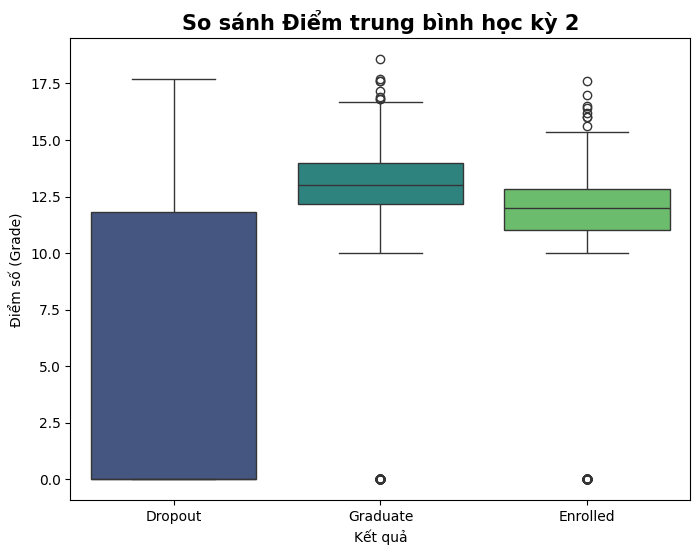 So sánh Điểm trung bình học kỳ 2
Điểm số (Grade)
17.5
15.0
12.5
10.0
7.5
5.0
2.5
0.0
Dropout
Graduate
Enrolled
Kết quả